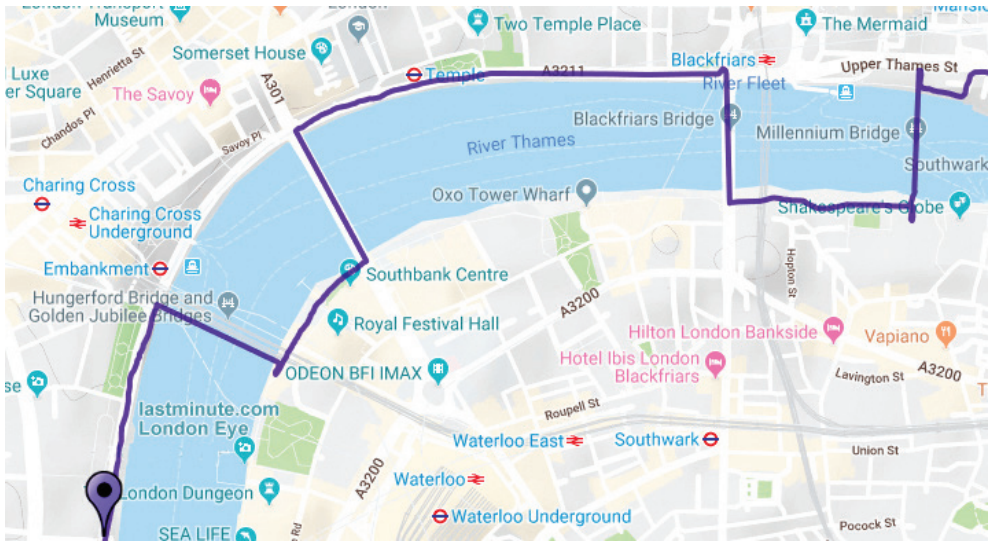 London Transport
Museum
London
Two Temple Place
The Mermaid
Mansio
Somerset House
Henrietta St
Luxe
er Square
The Savoy
A301
Temple
A3211
Blackfriars
Upper Thames St
River Fleet
Chandos Pl
Savoy Pl
Blackfriars Bridge
Millennium Bridge
River Thames
Southwark
Charing Cross
Oxo Tower Wharf
Shakespeare's Globe
Charing Cross
Underground
Embankment
Southbank Centre
Hopton St
Hungerford Bridge and
Golden Jubilee Bridges
A3200
Royal Festival Hall
Hilton London Bankside
Vapiano
Hotel Ibis London
Blackfriars
se
ODEON BFI IMAX
A3200
Lavington St
T
lastminute.com
London Eye
Roupell St
Waterloo East
Southwark
Union St
A3200
Waterloo
London Dungeon
Waterloo Underground
Rd
Pocock St
SEA LIFE